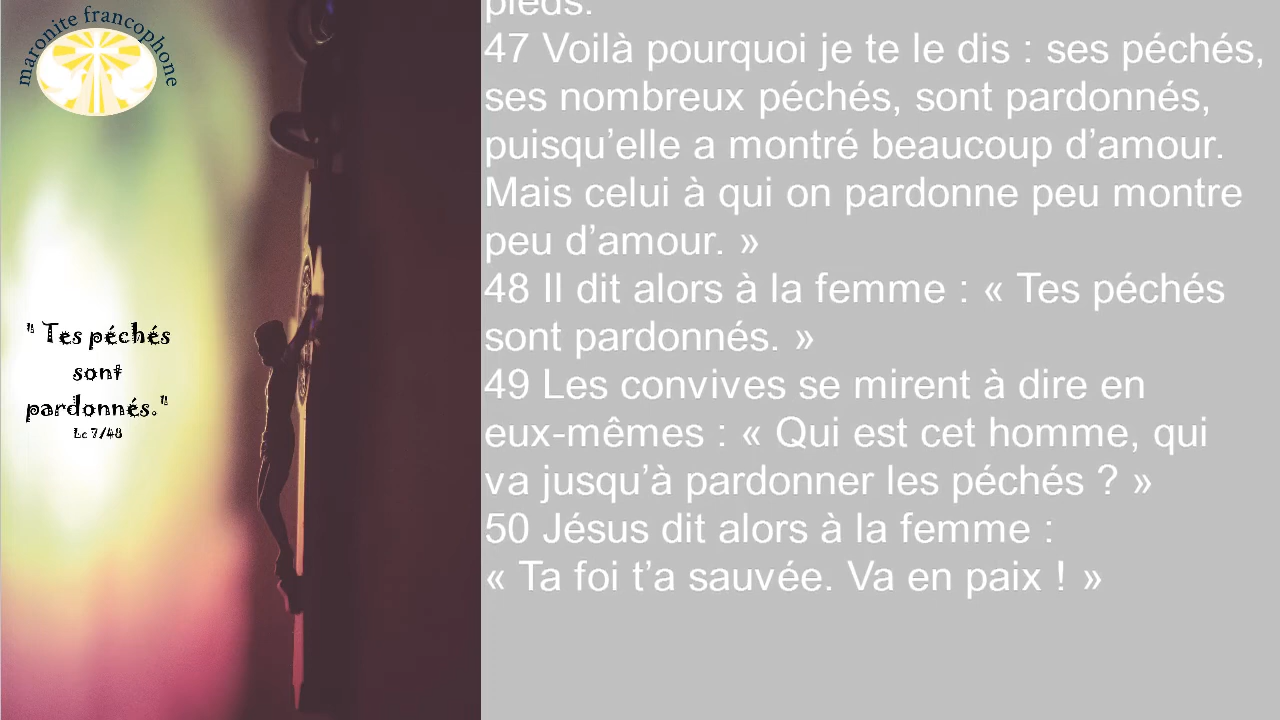 maronite francophone
" Tes péchés
sont
pardonnés."
Lc 7/48
pieds.
47 Voilà pourquoi je te le dis : ses péchés,
ses nombreux péchés, sont pardonnés,
puisqu’elle a montré beaucoup d’amour.
Mais celui à qui on pardonne peu montre
peu d’amour. »
48 Il dit alors à la femme : « Tes péchés
sont pardonnés. »
49 Les convives se mirent à dire en
eux-mêmes : « Qui est cet homme, qui
va jusqu’à pardonner les péchés ? »
50 Jésus dit alors à la femme :
« Ta foi t’a sauvée. Va en paix ! »